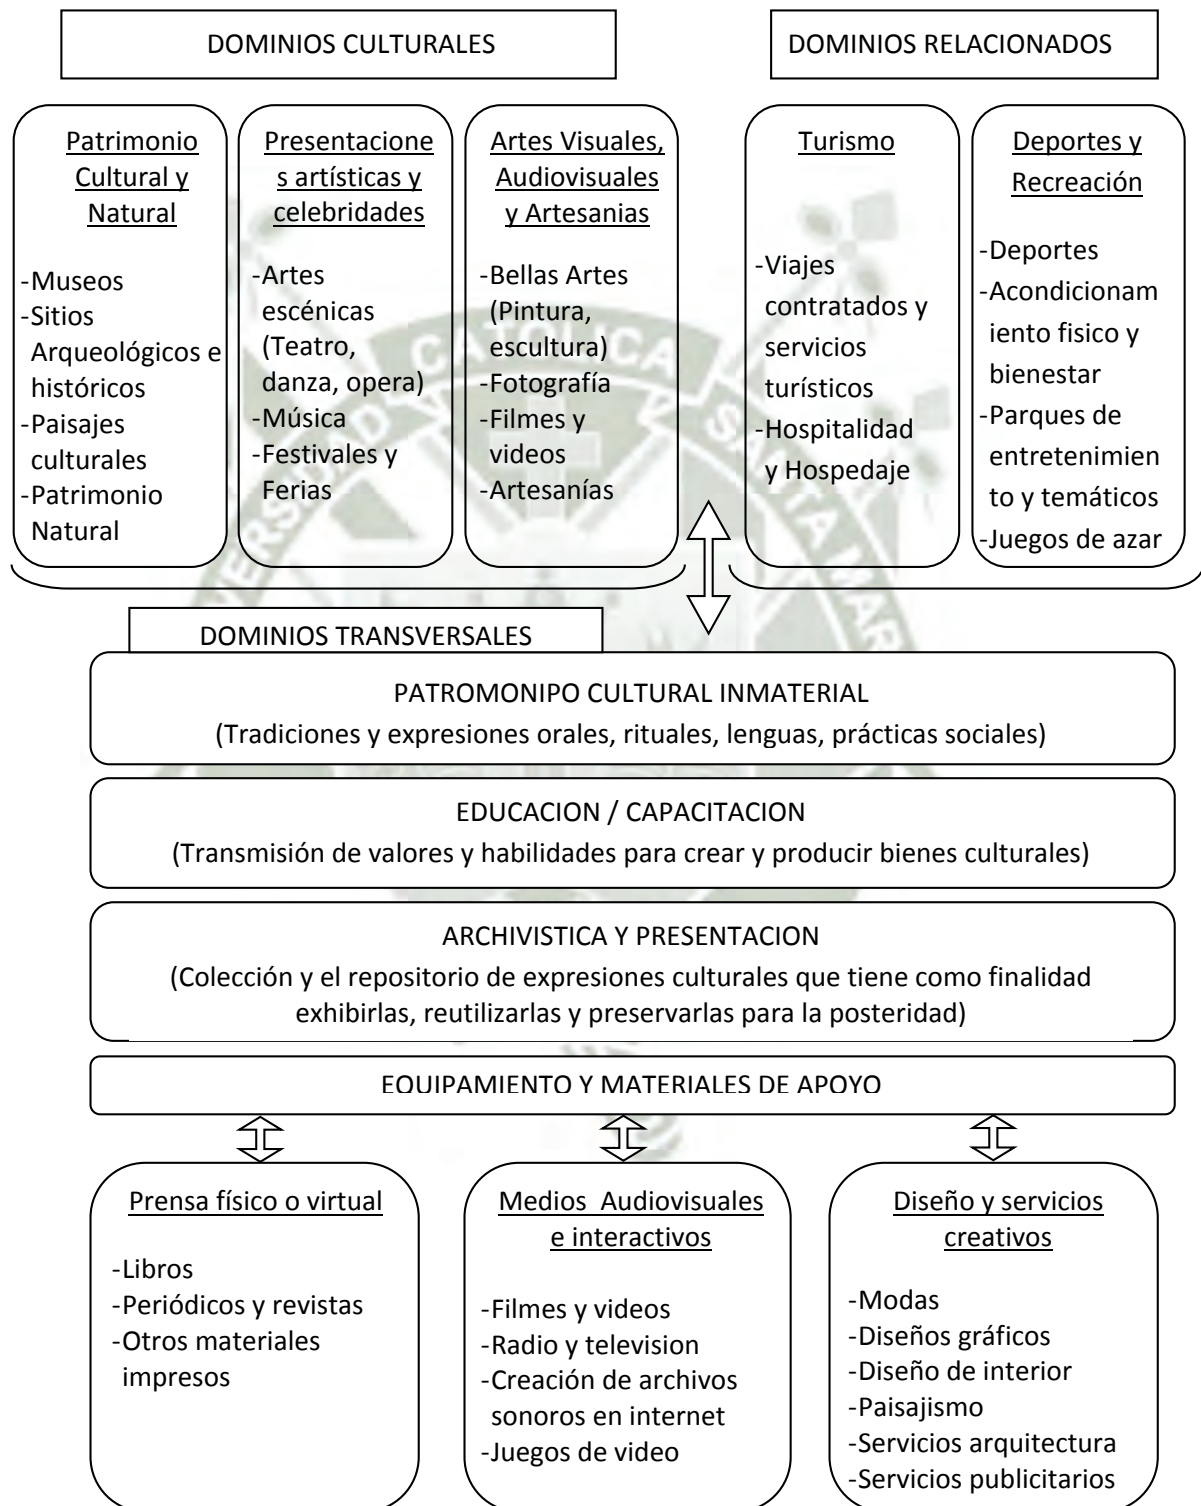 DOMINIOS CULTURALES
DOMINIOS RELACIONADOS
Patrimonio
Cultural y
Natural
-Museos
-Sitios
Arqueológicos e
históricos
-Paisajes
culturales
-Patrimonio
Natural
Presentacione
s artísticas y
celebridades
-Artes
escénicas
(Teatro,
danza, opera)
-Música
-Festivales y
Ferias
Artes Visuales,
Audiovisuales
y Artesanias
-Bellas Artes
(Pintura,
escultura)
-Fotografía
-Filmes y
videos
-Artesanías
Turismo
-Viajes
contratados y
servicios
turísticos
-Hospitalidad
y Hospedaje
Deportes y
Recreación
-Deportes
-Acondicionam
iento fisico y
bienestar
-Parques de
entretenimien
to y temáticos
-Juegos de azar
CATOLICA
SANTA MAR
VERSIDAD
DOMINIOS TRANSVERSALES
PATROMONIPO CULTURAL INMATERIAL
(Tradiciones y expresiones orales, rituales, lenguas, prácticas sociales)
EDUCACION / CAPACITACION
(Transmisión de valores y habilidades para crear y producir bienes culturales)
ARCHIVISTICA Y PRESENTACION
(Colección y el repositorio de expresiones culturales que tiene como finalidad
exhibirlas, reutilizarlas y preservarlas para la posteridad)
EQUIPAMIENTO Y MATERIALES DE APOYO
Prensa físico o virtual
-Libros
-Periódicos y revistas
-Otros materiales
impresos
Medios  Audiovisuales
e interactivos
-Filmes y videos
-Radio y television
-Creación de archivos
sonoros en internet
-Juegos de video
Diseño y servicios
creativos
-Modas
-Diseños gráficos
-Diseño de interior
-Paisajismo
-Servicios arquitectura
-Servicios publicitarios